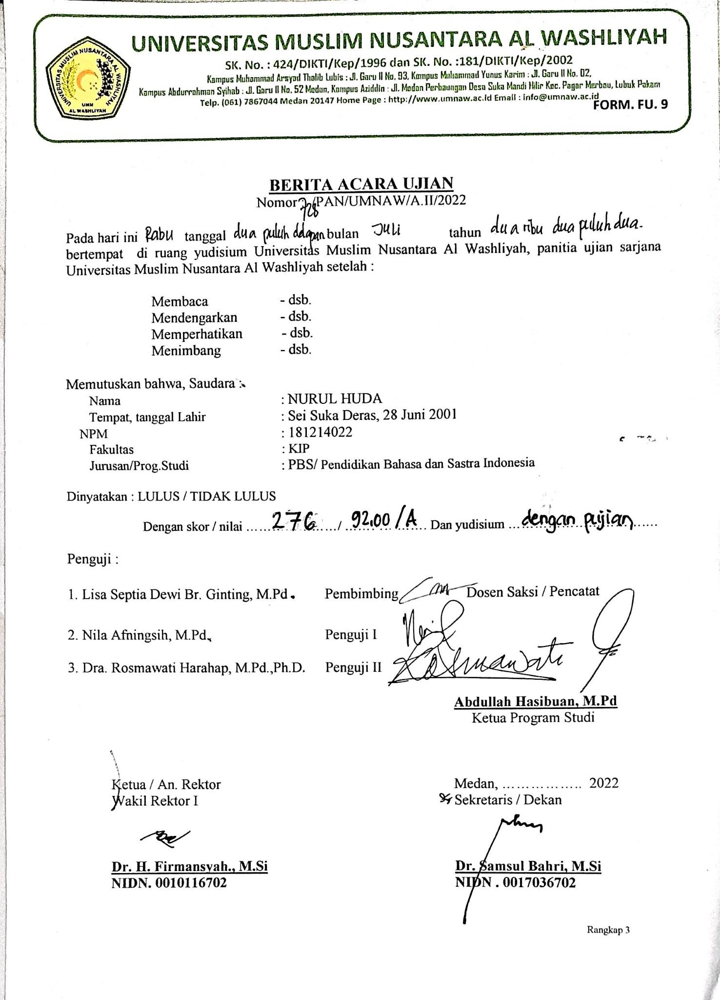 UNIVERSITAS MUSLIM NUSANTARA AL WASHLIYAH
SK. No. : 424/DIKTI/Kep/1996 dan SK. No. :181/DIKTI/Kep/2002
Kampus Muhammad Arsyad Thalib Lubis : Jl. Garu II No. 93, Kampus Muhammad Yunus Karim : Jl. Garu II No. 02,
Kampus Abdurrahman Syihab : Jl. Garu II No. 52 Medan, Kampus Aziddin : Jl. Medan Perbaungan Desa Suka Mandi Hilir Kec. Pagar Merbau, Lubuk Pakam
Telp. (061) 7867044 Medan 20147 Home Page : http://www.umnaw.ac.id Email : info@umnaw.ac.id
FORM. FU. 9
UNIVERSITAS MUSLIM NUSANTARA AL WASHLIYAH
UMN
AL WASHLIYAH
BERITA ACARA UJIAN
Nomor 728 /PAN/UMNAW/A.II/2022
Pada hari ini Rabu tanggal dua puluh bulan Juli tahun dua ribu dua puluh dua.
bertempat di ruang yudisium Universitas Muslim Nusantara Al Washliyah, panitia ujian sarjana
Universitas Muslim Nusantara Al Washliyah setelah :
Membaca - dsb.
Mendengarkan - dsb.
Memperhatikan - dsb.
Menimbang - dsb.
Memutuskan bahwa, Saudara :
Nama : NURUL HUDA
Tempat, tanggal Lahir : Sei Suka Deras, 28 Juni 2001
NPM : 181214022
Fakultas : KIP
Jurusan/Prog.Studi : PBS/ Pendidikan Bahasa dan Sastra Indonesia
Dinyatakan : LULUS / TIDAK LULUS
Dengan skor / nilai ...... 276 ....../ 92.00 /A ...... Dan yudisium ... dengan pujian ......
Penguji :
1. Lisa Septia Dewi Br. Ginting, M.Pd. Pembimbing Dosen Saksi / Pencatat
2. Nila Afningsih, M.Pd. Penguji I
3. Dra. Rosmawati Harahap, M.Pd.,Ph.D. Penguji II Rosmawati
Abdullah Hasibuan, M.Pd
Ketua Program Studi
Ketua / An. Rektor
Wakil Rektor I
Medan, ................. 2022
Sekretaris / Dekan
Dr. H. Firmansyah., M.Si
NIDN. 0010116702
Dr. Samsul Bahri, M.Si
NIDN . 0017036702
Rangkap 3